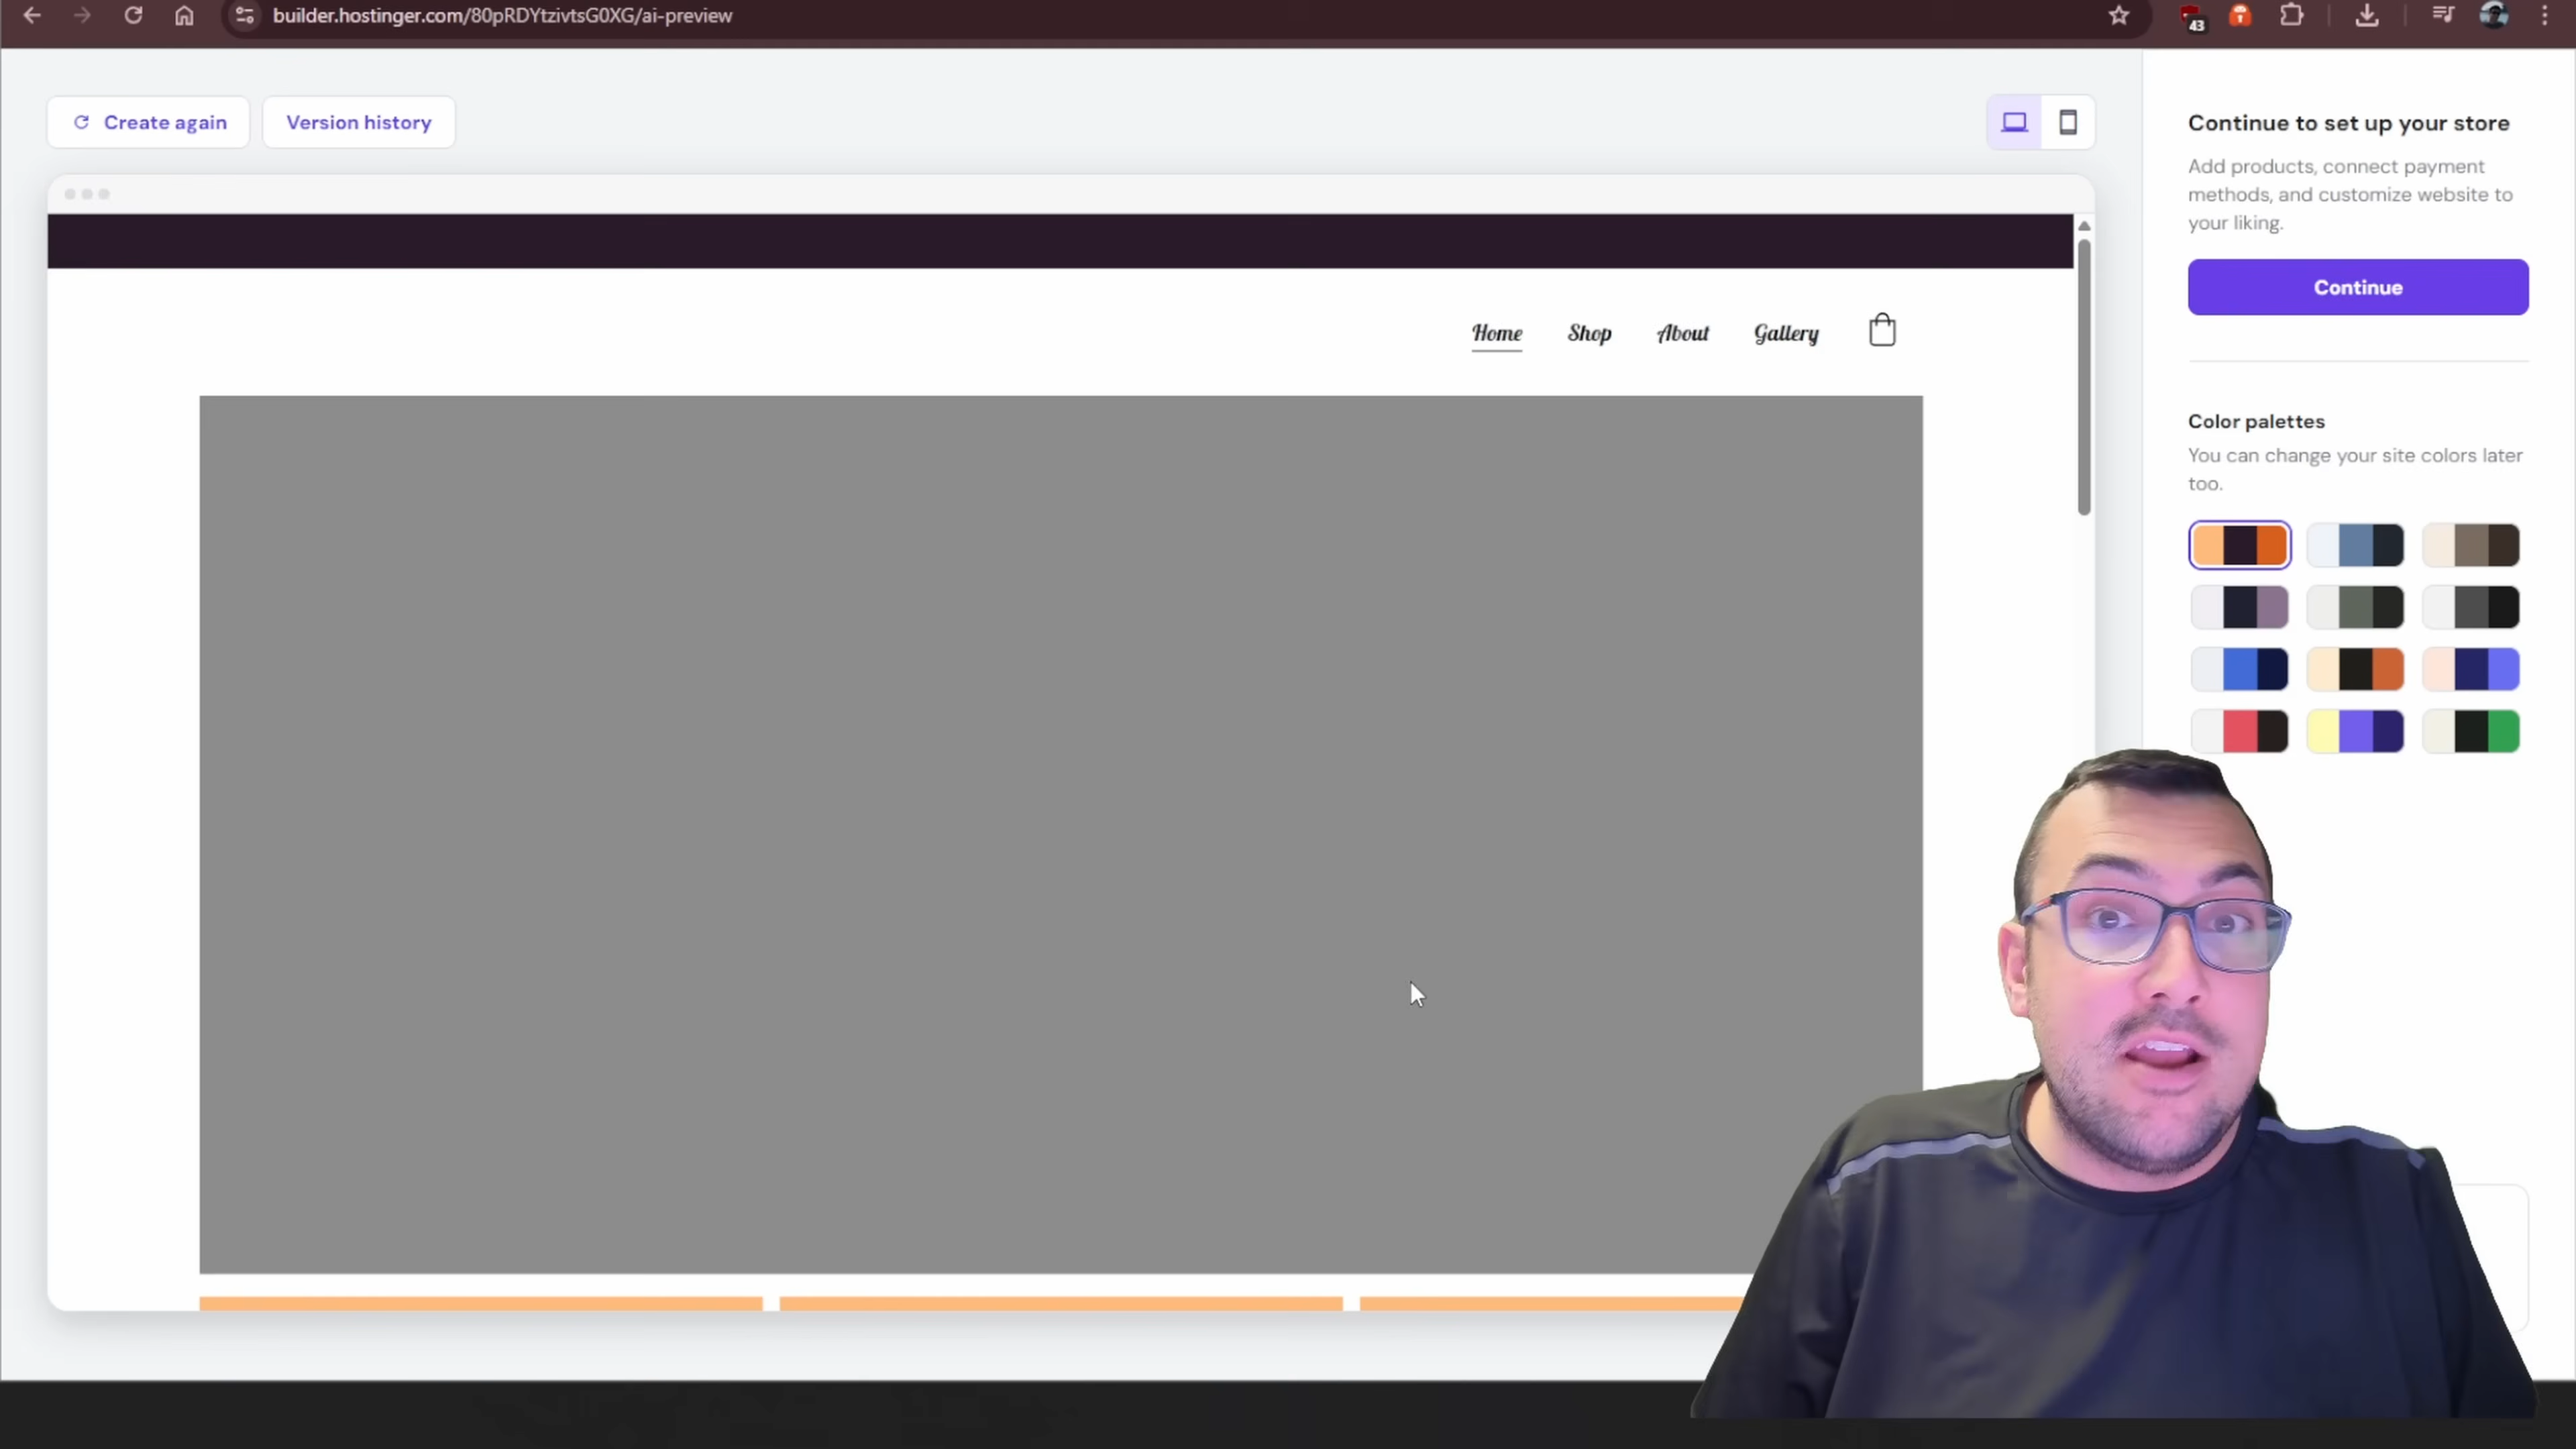 builder.hostinger.com/80pRDYtzivtsG0XG/ai-preview
43
Create again
Version history
Continue to set up your store
Add products, connect payment
methods, and customize website to
your liking.
Continue
Home
Shop
About
Gallery
Color palettes
You can change your site colors later
too.